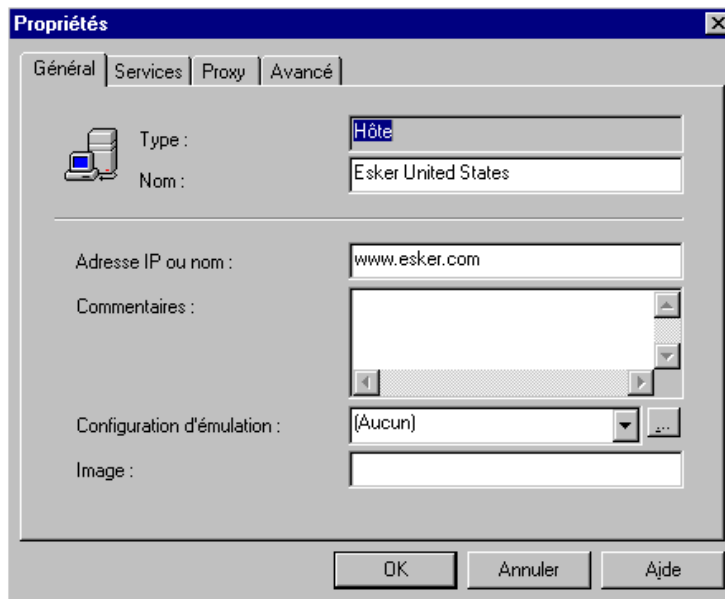 Propriétés
Général Services Proxy Avancé
Type : Hôte
Nom : Esker United States
Adresse IP ou nom : www.esker.com
Commentaires :
Configuration d'émulation : (Aucun) ...
Image :
OK Annuler Aide